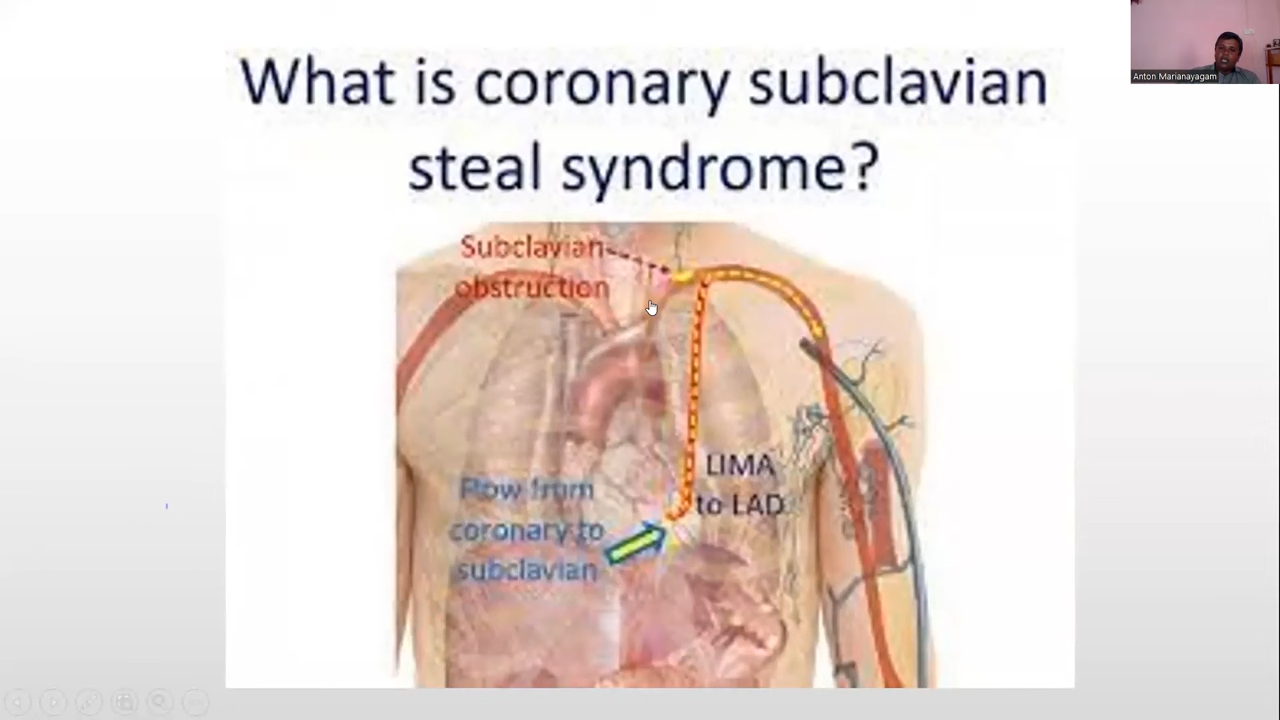 What is coronary subclavian
steal syndrome?
Subclavian
obstruction
LIMA
to LAD
Flow from
coronary to
subclavian
Anton Marianayagam